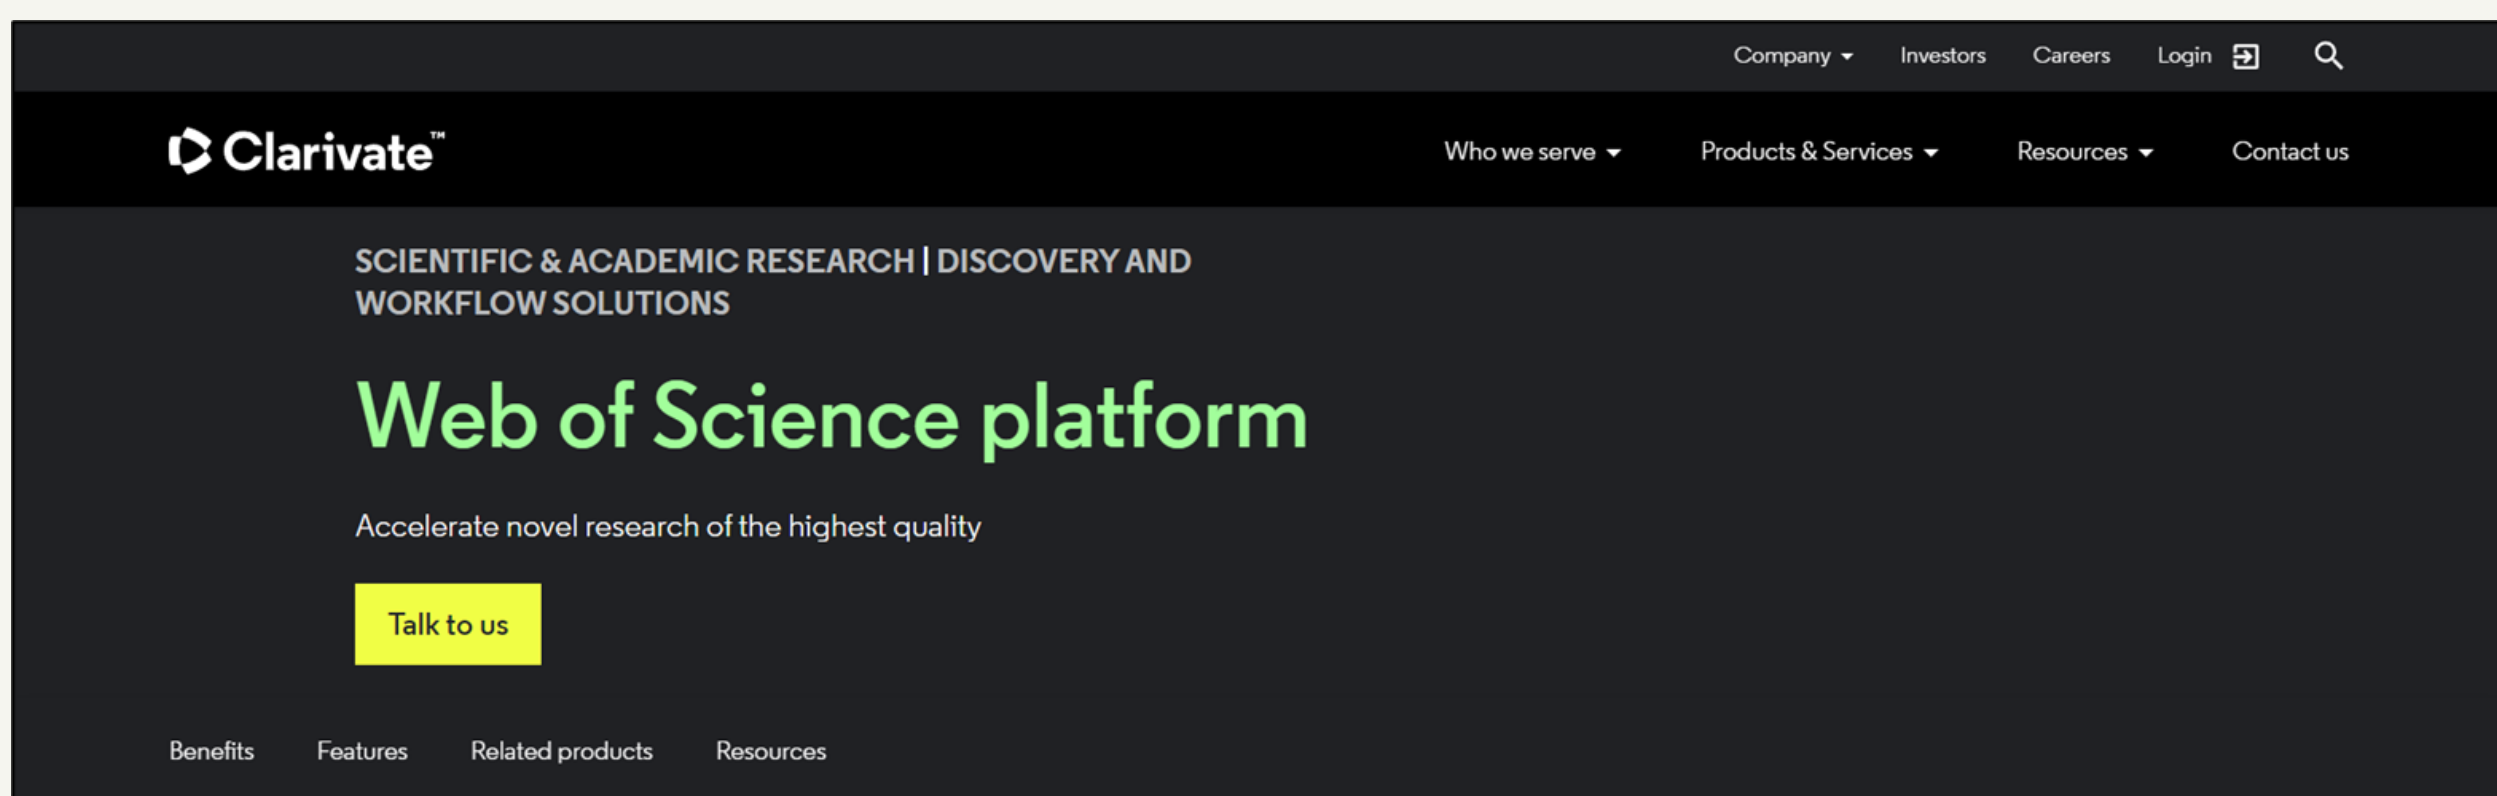 Company Investors Careers Login
Clarivate™
Who we serve Products & Services Resources Contact us
SCIENTIFIC & ACADEMIC RESEARCH | DISCOVERY AND
WORKFLOW SOLUTIONS
Web of Science platform
Accelerate novel research of the highest quality
Talk to us
Benefits Features Related products Resources